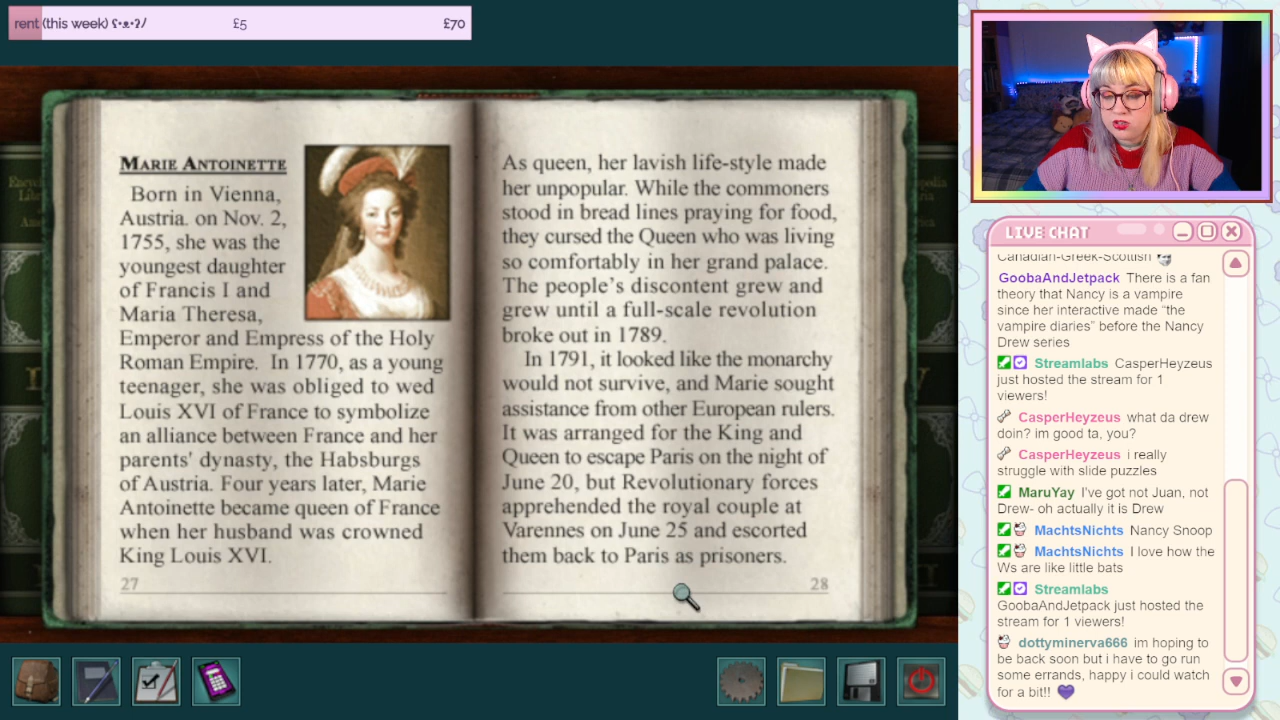 rent (this week) ʕ•ᴥ•ʔﾉ £5 £70
MARIE ANTOINETTE
Born in Vienna,
Austria. on Nov. 2,
1755, she was the
youngest daughter
of Francis I and
Maria Theresa,
Emperor and Empress of the Holy
Roman Empire. In 1770, as a young
teenager, she was obliged to wed
Louis XVI of France to symbolize
an alliance between France and her
parents' dynasty, the Habsburgs
of Austria. Four years later, Marie
Antoinette became queen of France
when her husband was crowned
King Louis XVI.
27
As queen, her lavish life-style made
her unpopular. While the commoners
stood in bread lines praying for food,
they cursed the Queen who was living
so comfortably in her grand palace.
The people's discontent grew and
grew until a full-scale revolution
broke out in 1789.
In 1791, it looked like the monarchy
would not survive, and Marie sought
assistance from other European rulers.
It was arranged for the King and
Queen to escape Paris on the night of
June 20, but Revolutionary forces
apprehended the royal couple at
Varennes on June 25 and escorted
them back to Paris as prisoners.
28
LIVE CHAT
Canadian-Greek-Scottish
GoobaAndJetpack There is a fan
theory that Nancy is a vampire
since her interactive made "the
vampire diaries" before the Nancy
Drew series
Streamlabs CasperHeyzeus
just hosted the stream for 1
viewers!
CasperHeyzeus what da drew
doin? im good ta, you?
CasperHeyzeus i really
struggle with slide puzzles
MaruYay I've got not Juan, not
Drew- oh actually it is Drew
MachtsNichts Nancy Snoop
MachtsNichts I love how the
Ws are like little bats
Streamlabs
GoobaAndJetpack just hosted the
stream for 1 viewers!
dottyminerva666 im hoping to
be back soon but i have to go run
some errands, happy i could watch
for a bit!! 💜